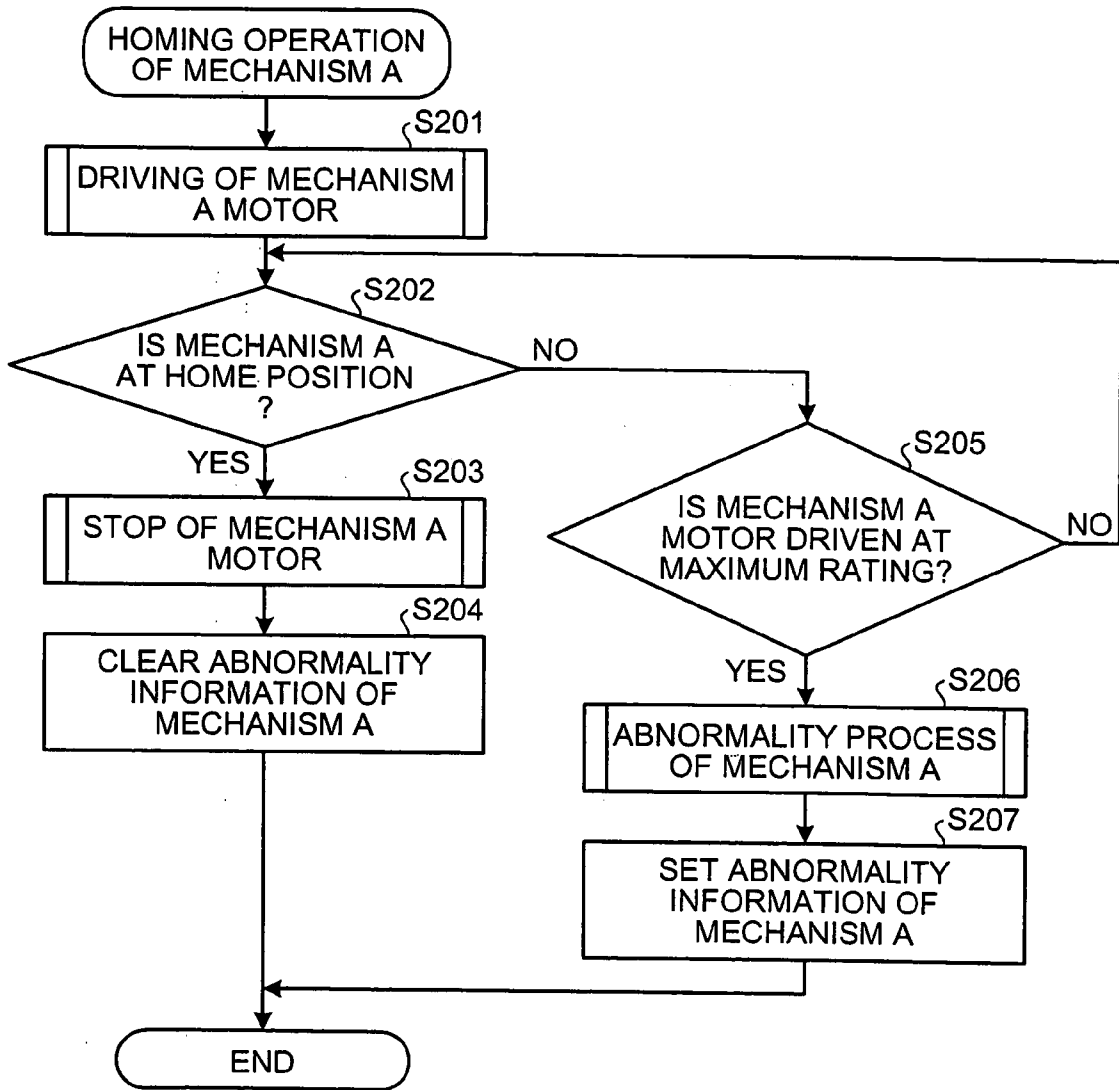 HOMING OPERATION
OF MECHANISM A
S201
DRIVING OF MECHANISM
A MOTOR
S202
IS MECHANISM A
AT HOME POSITION
?
NO
YES
S203
STOP OF MECHANISM A
MOTOR
S204
CLEAR ABNORMALITY
INFORMATION OF
MECHANISM A
S205
IS MECHANISM A
MOTOR DRIVEN AT
MAXIMUM RATING?
NO
YES
S206
ABNORMALITY PROCESS
OF MECHANISM A
S207
SET ABNORMALITY
INFORMATION OF
MECHANISM A
END